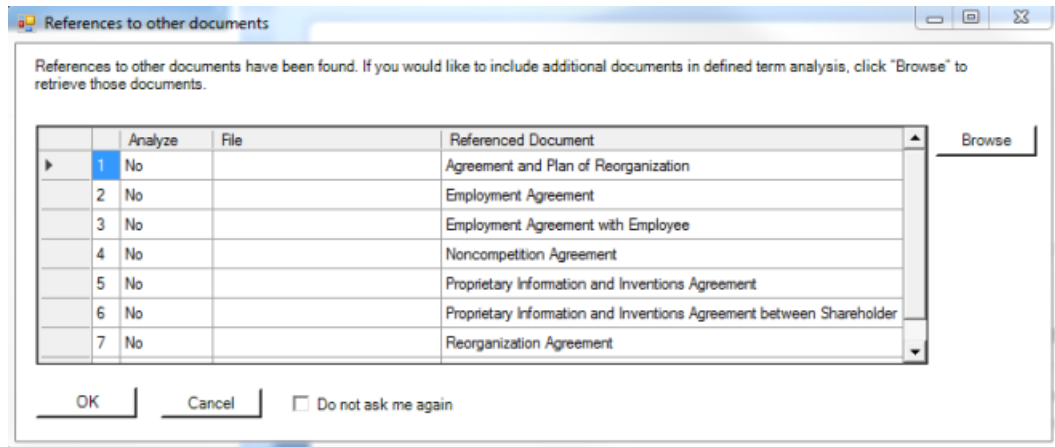 References to other documents
References to other documents have been found. If you would like to include additional documents in defined term analysis, click "Browse" to
retrieve those documents.
Analyze File Referenced Document
Browse
1 No Agreement and Plan of Reorganization
2 No Employment Agreement
3 No Employment Agreement with Employee
4 No Noncompetition Agreement
5 No Proprietary Information and Inventions Agreement
6 No Proprietary Information and Inventions Agreement between Shareholder
7 No Reorganization Agreement
OK Cancel Do not ask me again